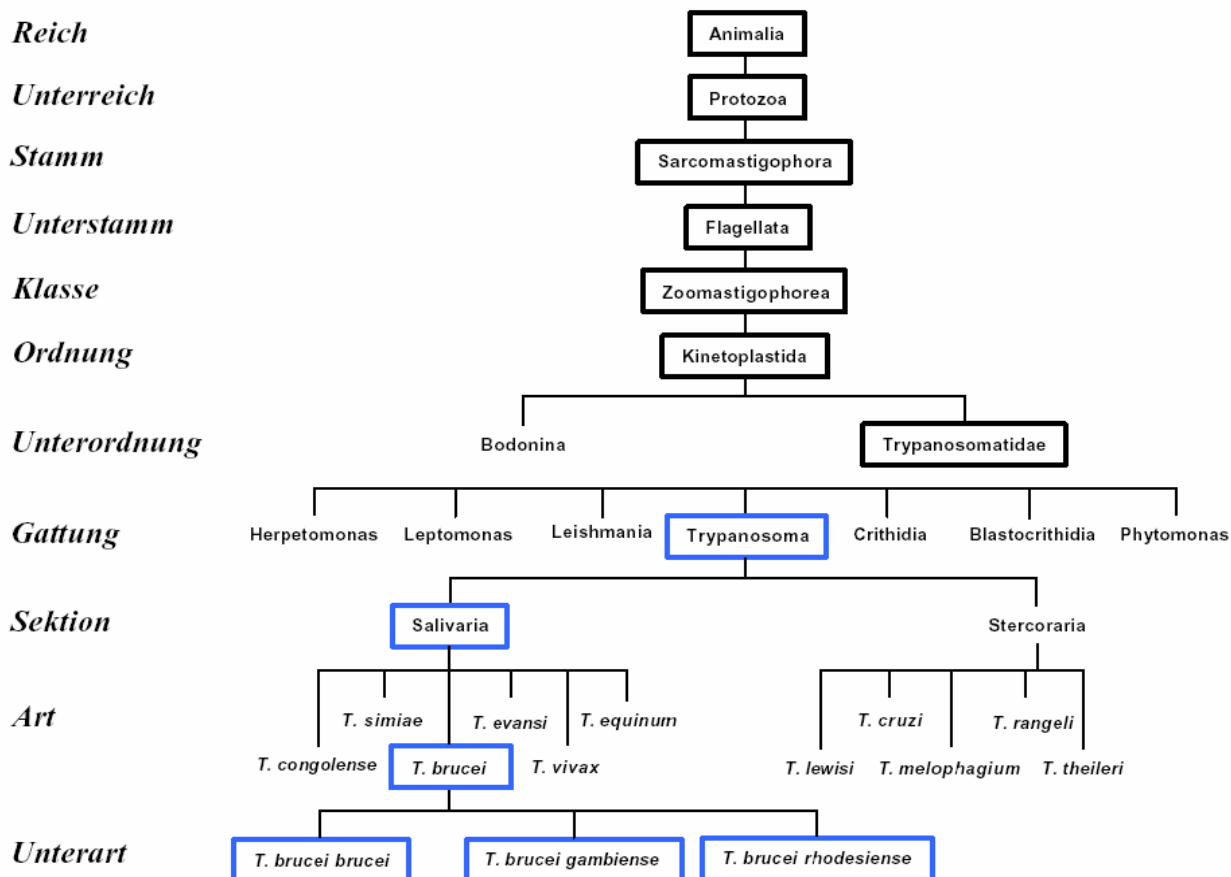 Reich
Animalia
Unterreich
Protozoa
Stamm
Sarcomastigophora
Unterstamm
Flagellata
Klasse
Zoomastigophorea
Ordnung
Kinetoplastida
Unterordnung
Bodonina
Trypanosomatidae
Gattung
Herpetomonas
Leptomonas
Leishmania
Trypanosoma
Crithidia
Blastocrithidia
Phytomonas
Sektion
Salivaria
Stercoraria
Art
T. simiae
T. evansi
T. equinum
T. cruzi
T. rangeli
T. congolense
T. brucei
T. vivax
T. lewisi
T. melophagium
T. theileri
Unterart
T. brucei brucei
T. brucei gambiense
T. brucei rhodesiense